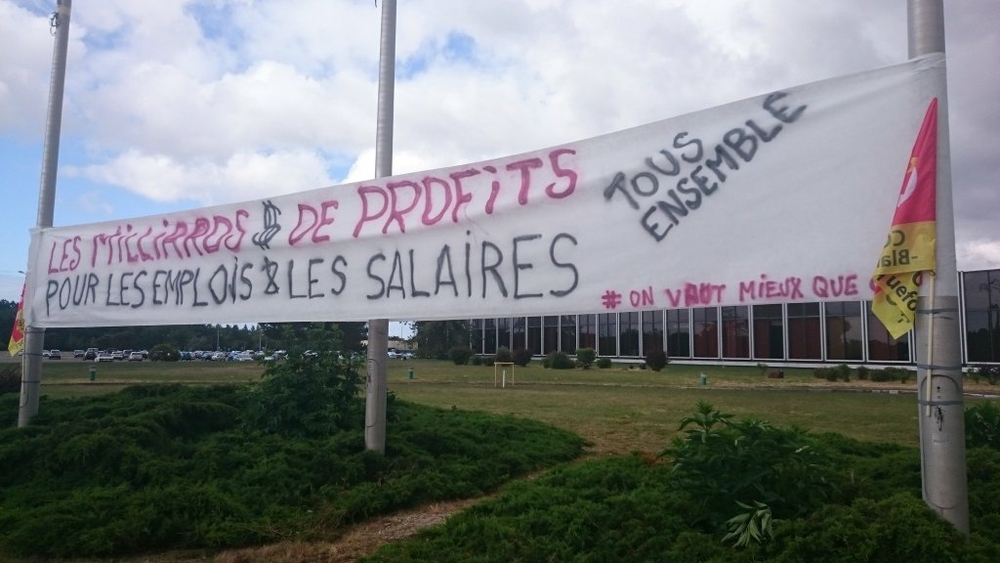 LES MILLIARDS $ DE PROFITS
POUR LES EMPLOIS & LES SALAIRES
TOUS
ENSEMBLE
# ON VAUT MIEUX QUE